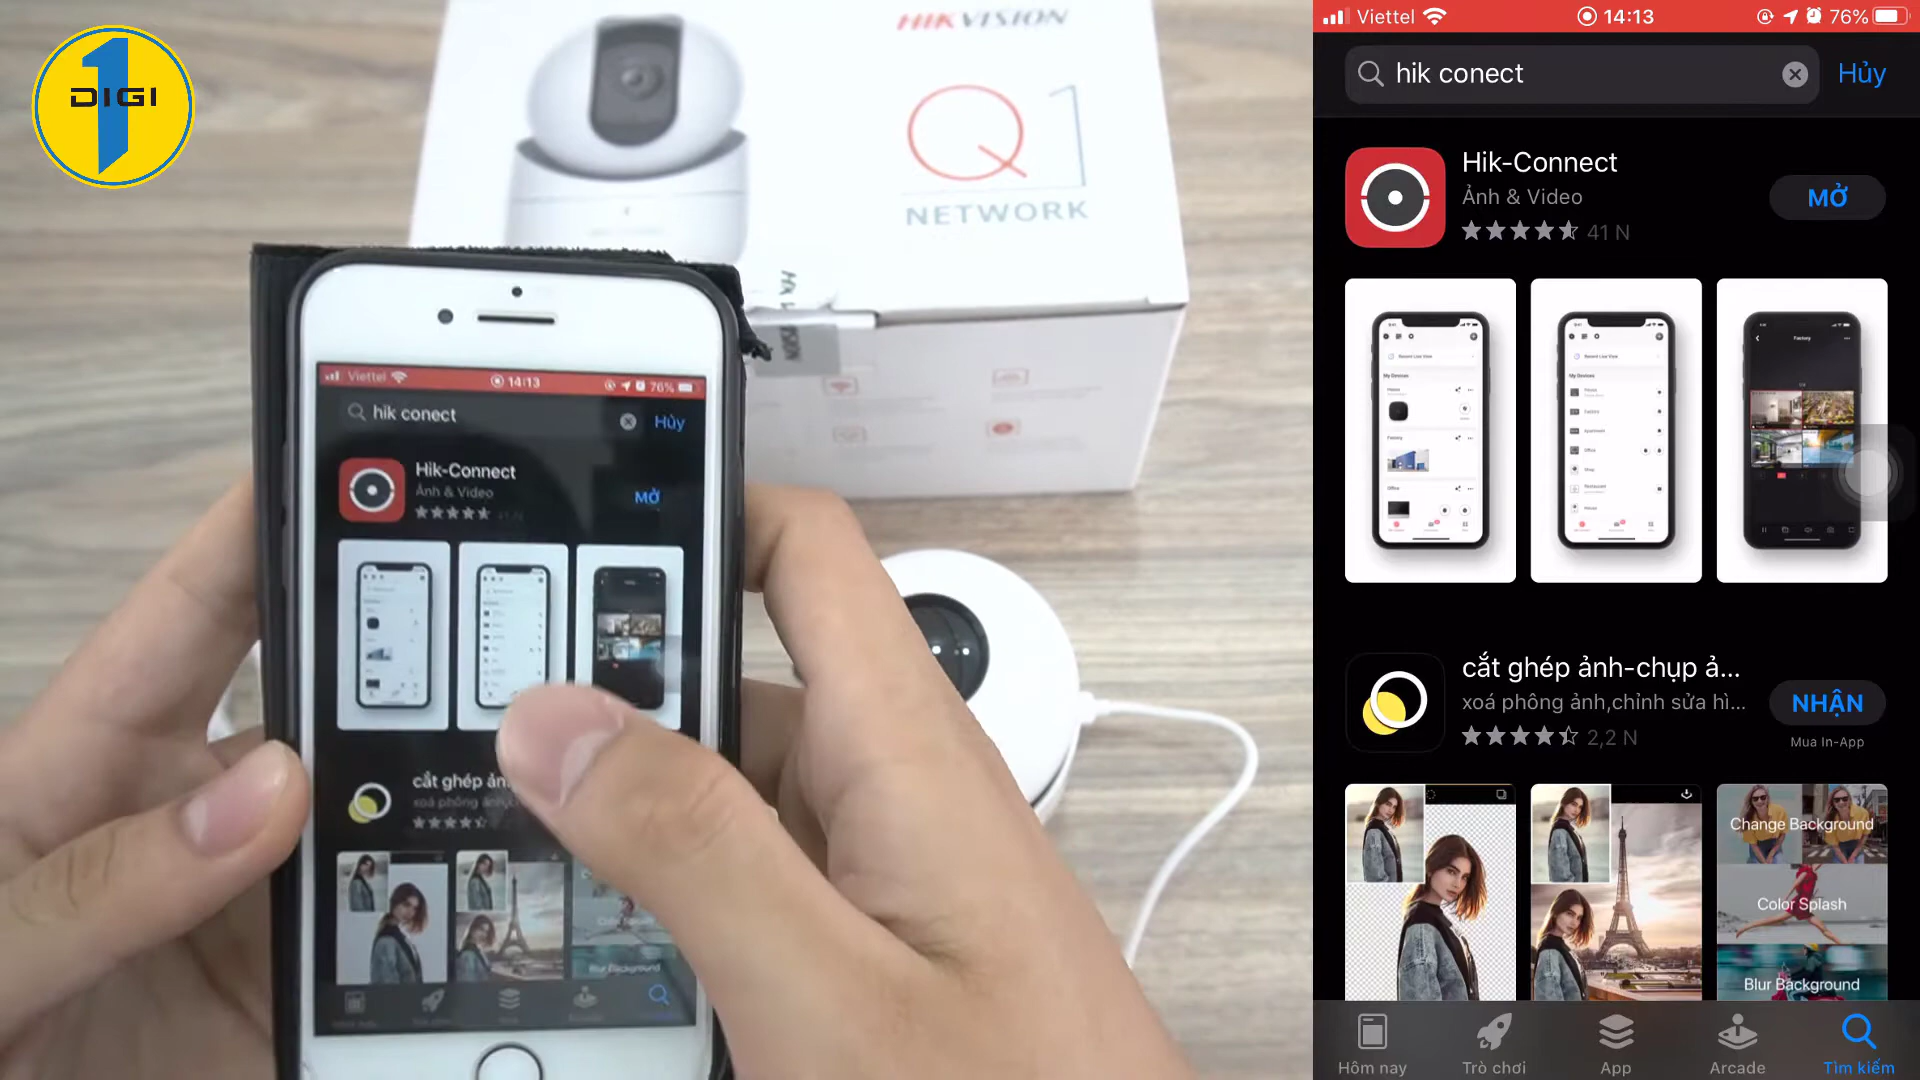 1
DIGI
HIKVISION
Q1
NETWORK
Viettel
14:13
76%
hik conect
Hủy
Hik-Connect
Ảnh & Video
MỞ
cắt ghép ản
Viettel
14:13
76%
hik conect
Hủy
Hik-Connect
Ảnh & Video
41 N
MỞ
cắt ghép ảnh-chụp ả...
xoá phông ảnh,chỉnh sửa hì...
2,2 N
NHẬN
Mua In-App
Change Background
Color Splash
Blur Background
Hôm nay
Trò chơi
App
Arcade
Tìm kiếm